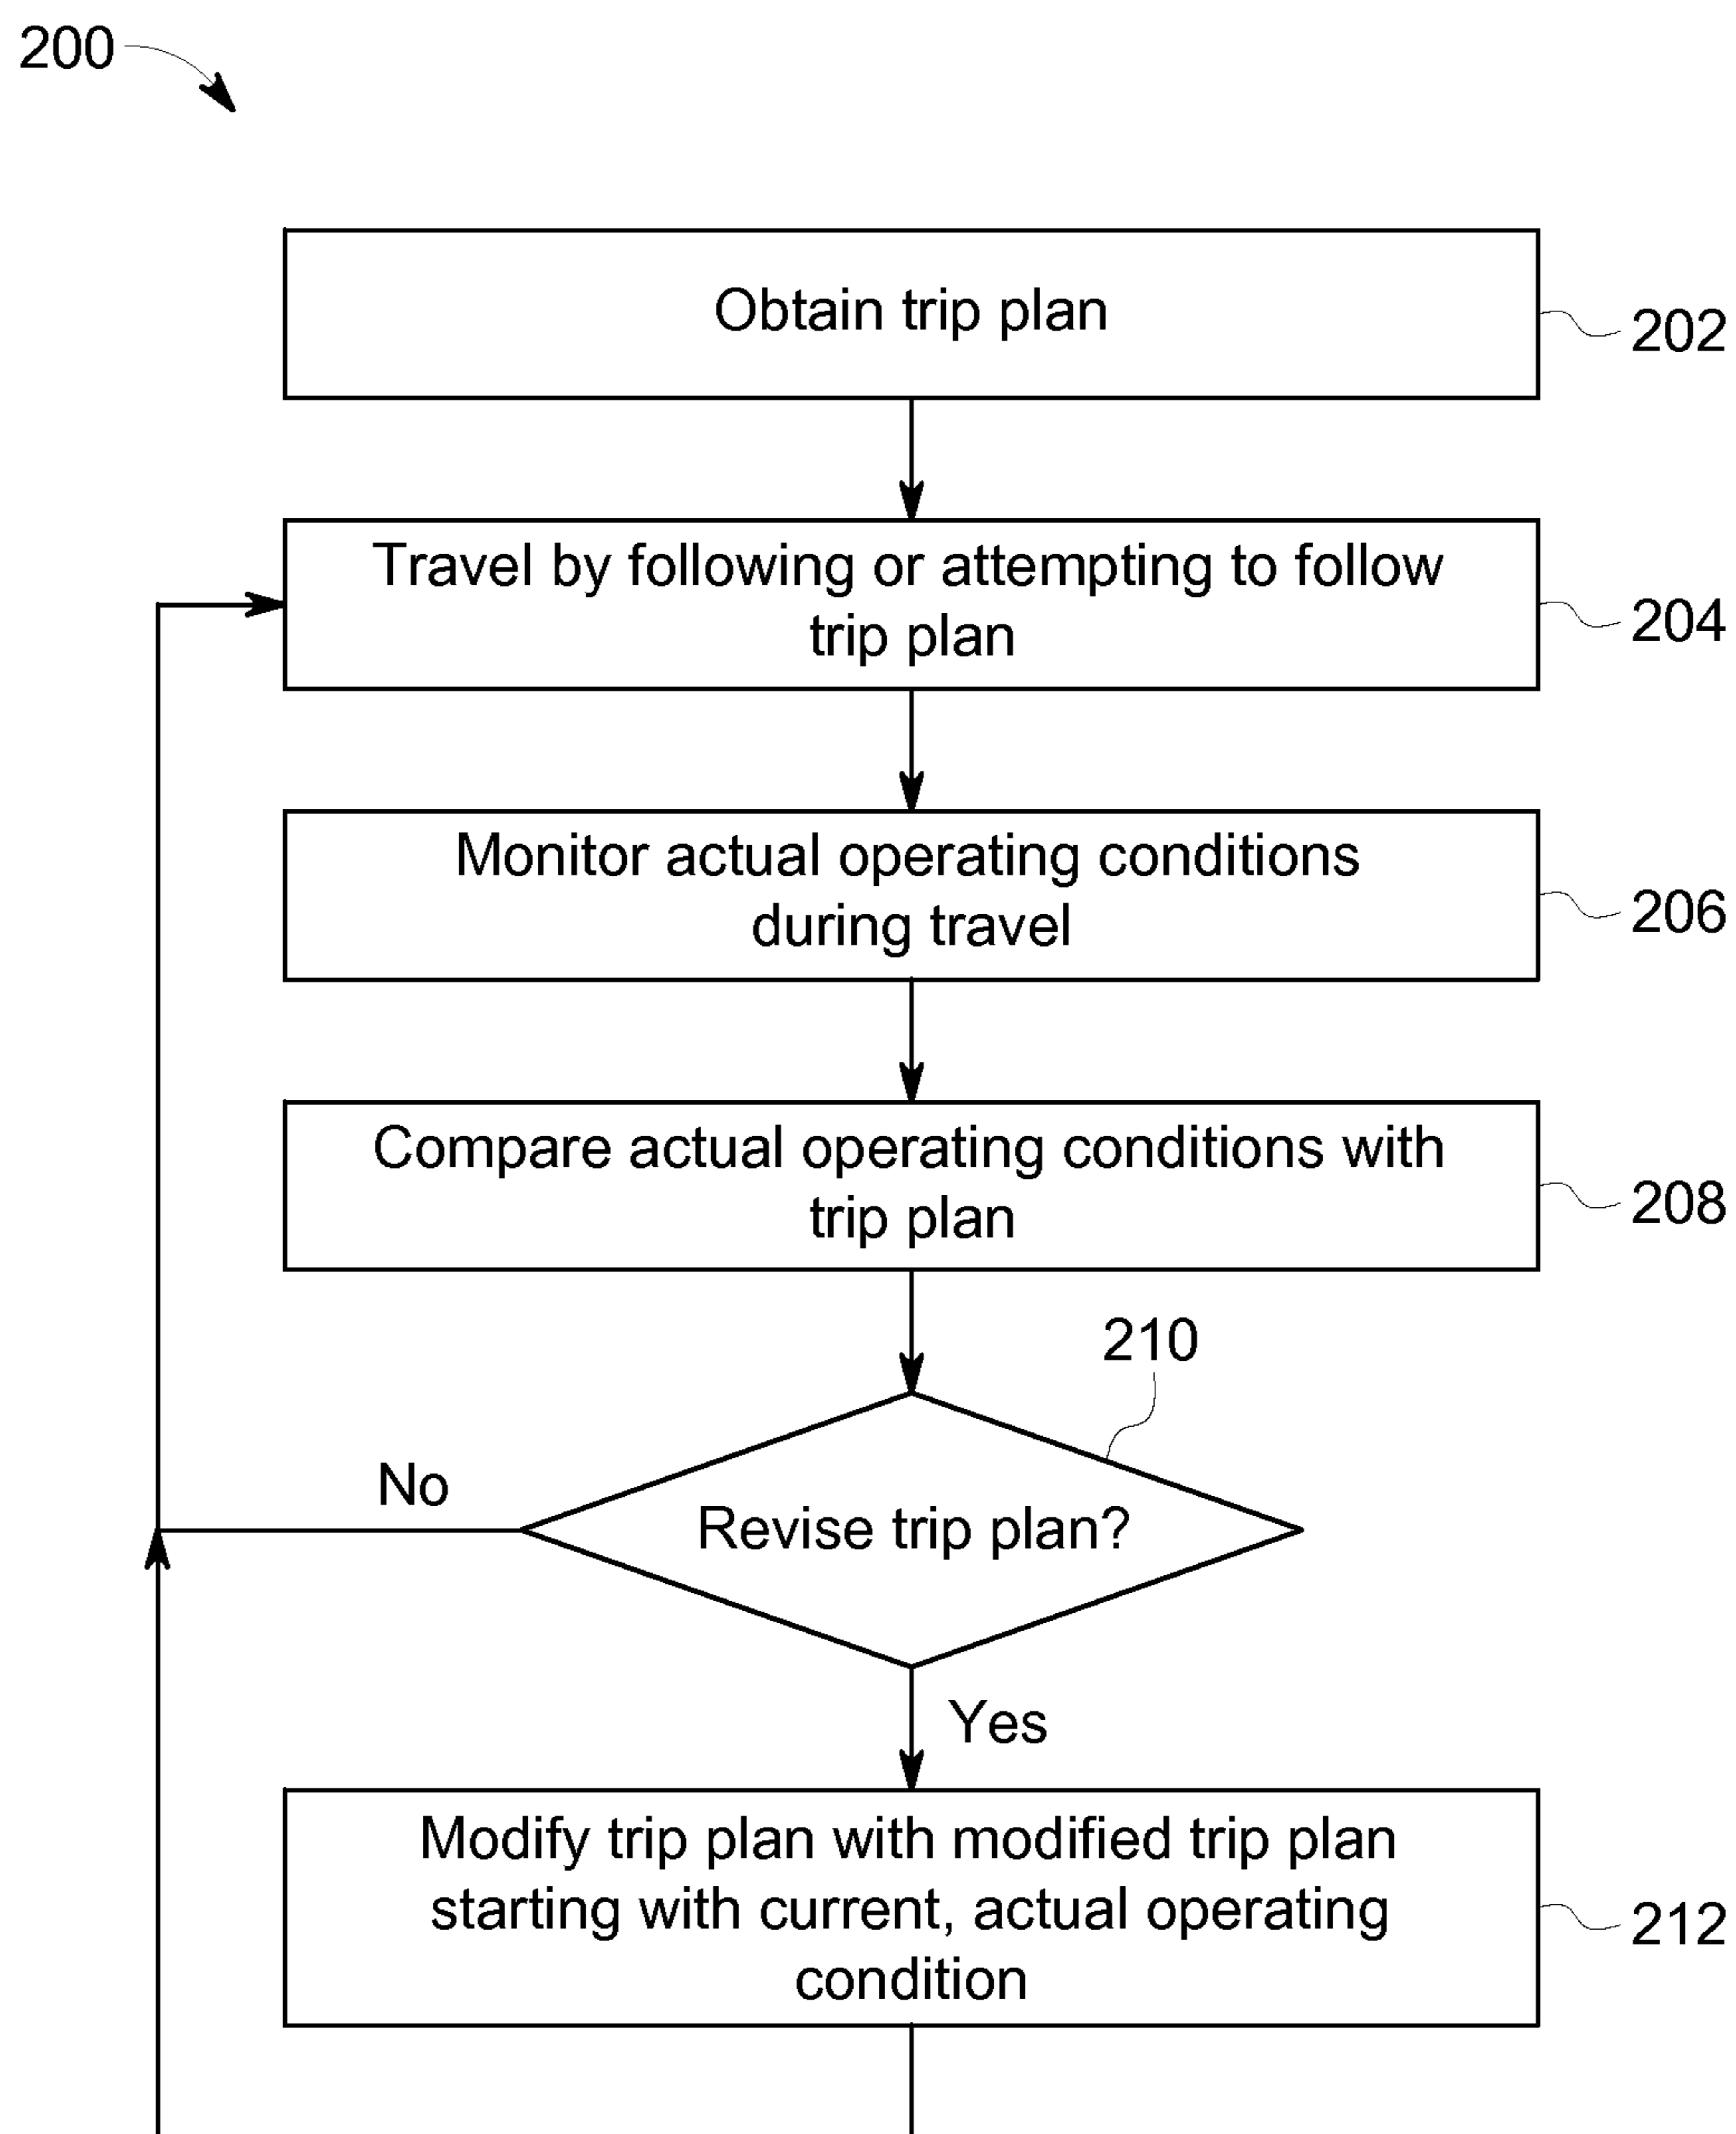 200
Obtain trip plan
202
Travel by following or attempting to follow
trip plan
204
Monitor actual operating conditions
during travel
206
Compare actual operating conditions with
trip plan
208
210
No
Revise trip plan?
Yes
Modify trip plan with modified trip plan
starting with current, actual operating
condition
212